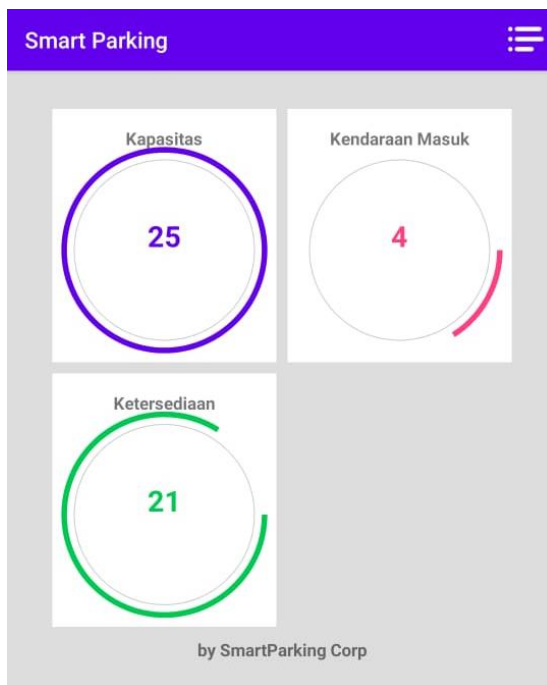 Smart Parking
Kapasitas
25
Kendaraan Masuk
4
Ketersediaan
21
by SmartParking Corp